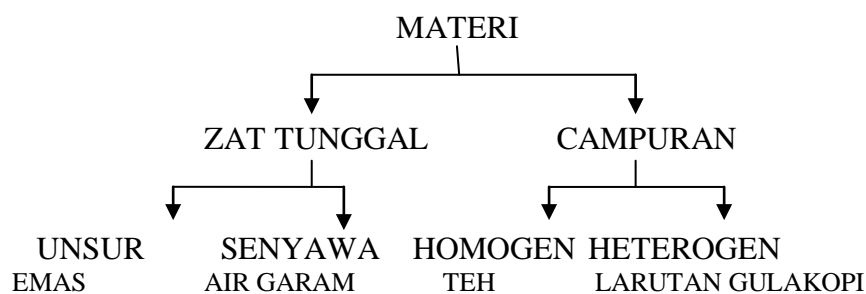 MATERI
ZAT TUNGGAL CAMPURAN
UNSUR SENYAWA HOMOGEN HETEROGEN
EMAS AIR GARAM TEH LARUTAN GULAKOPI